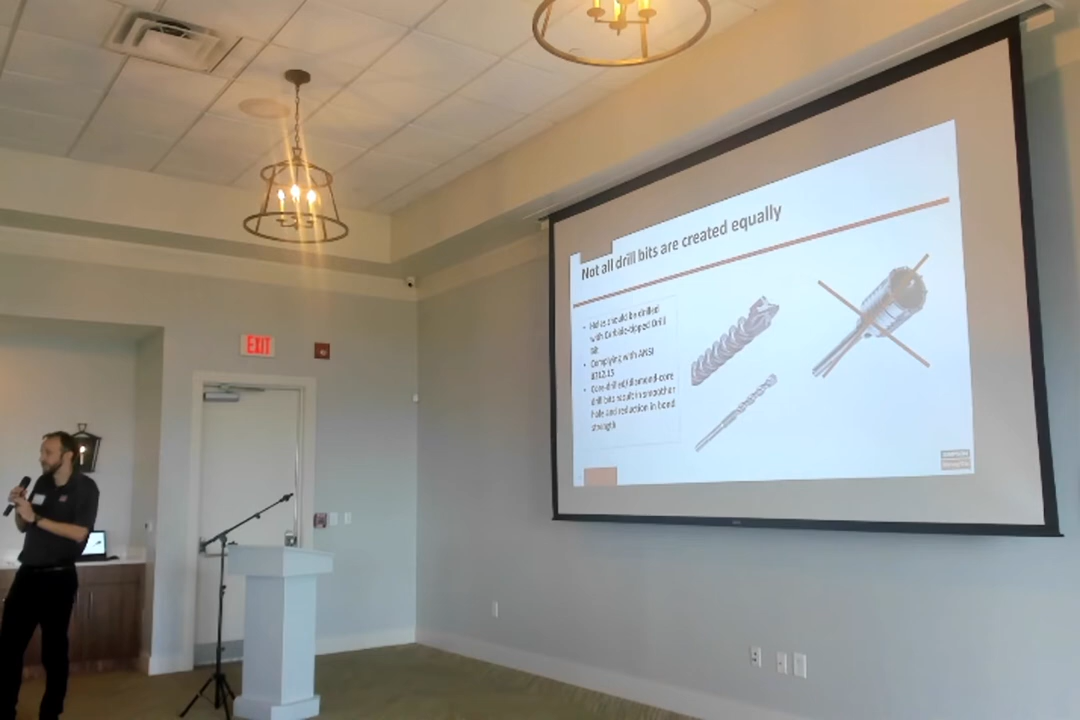 EXIT
Not all drill bits are created equally
• Holes should be drilled
with Carbide-tipped Drill
Bit
• Complying with ANSI
B212.15
• Core-drilled/diamond-core
drill bits result in smoother
hole and reduction in bond
strength